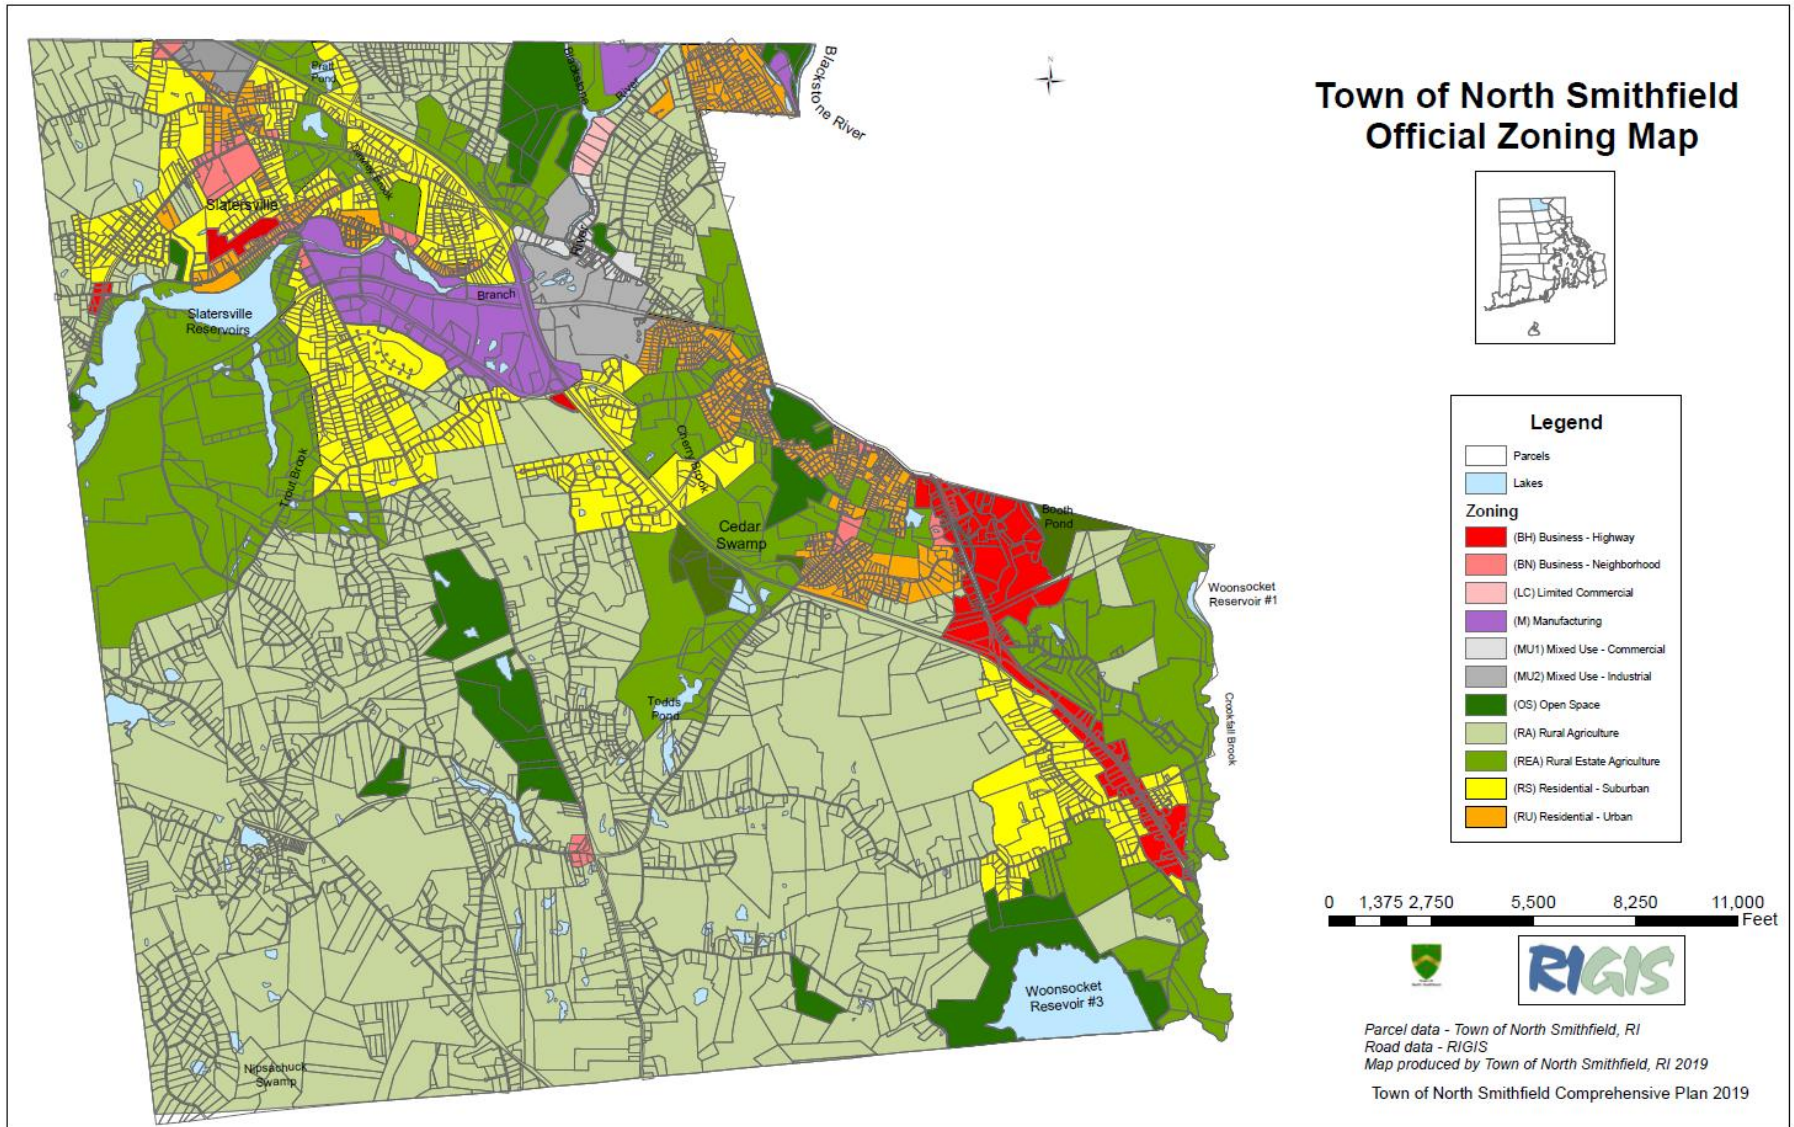 Town of North Smithfield
Official Zoning Map
N
Pratt
Pond
Blackstone
River
Blackstone River
Slatersville
River
Branch
Slatersville
Reservoirs
Trout Brook
Cherry Brook
Cedar
Swamp
Booth
Pond
Woonsocket
Reservoir #1
Todds
Pond
Crookfall Brook
Woonsocket
Resevoir #3
Nipsachuck
Swamp
Legend
Parcels
Lakes
Zoning
(BH) Business - Highway
(BN) Business - Neighborhood
(LC) Limited Commercial
(M) Manufacturing
(MU1) Mixed Use - Commercial
(MU2) Mixed Use - Industrial
(OS) Open Space
(RA) Rural Agriculture
(REA) Rural Estate Agriculture
(RS) Residential - Suburban
(RU) Residential - Urban
0 1,375 2,750 5,500 8,250 11,000
Feet
RIGIS
Parcel data - Town of North Smithfield, RI
Road data - RIGIS
Map produced by Town of North Smithfield, RI 2019
Town of North Smithfield Comprehensive Plan 2019